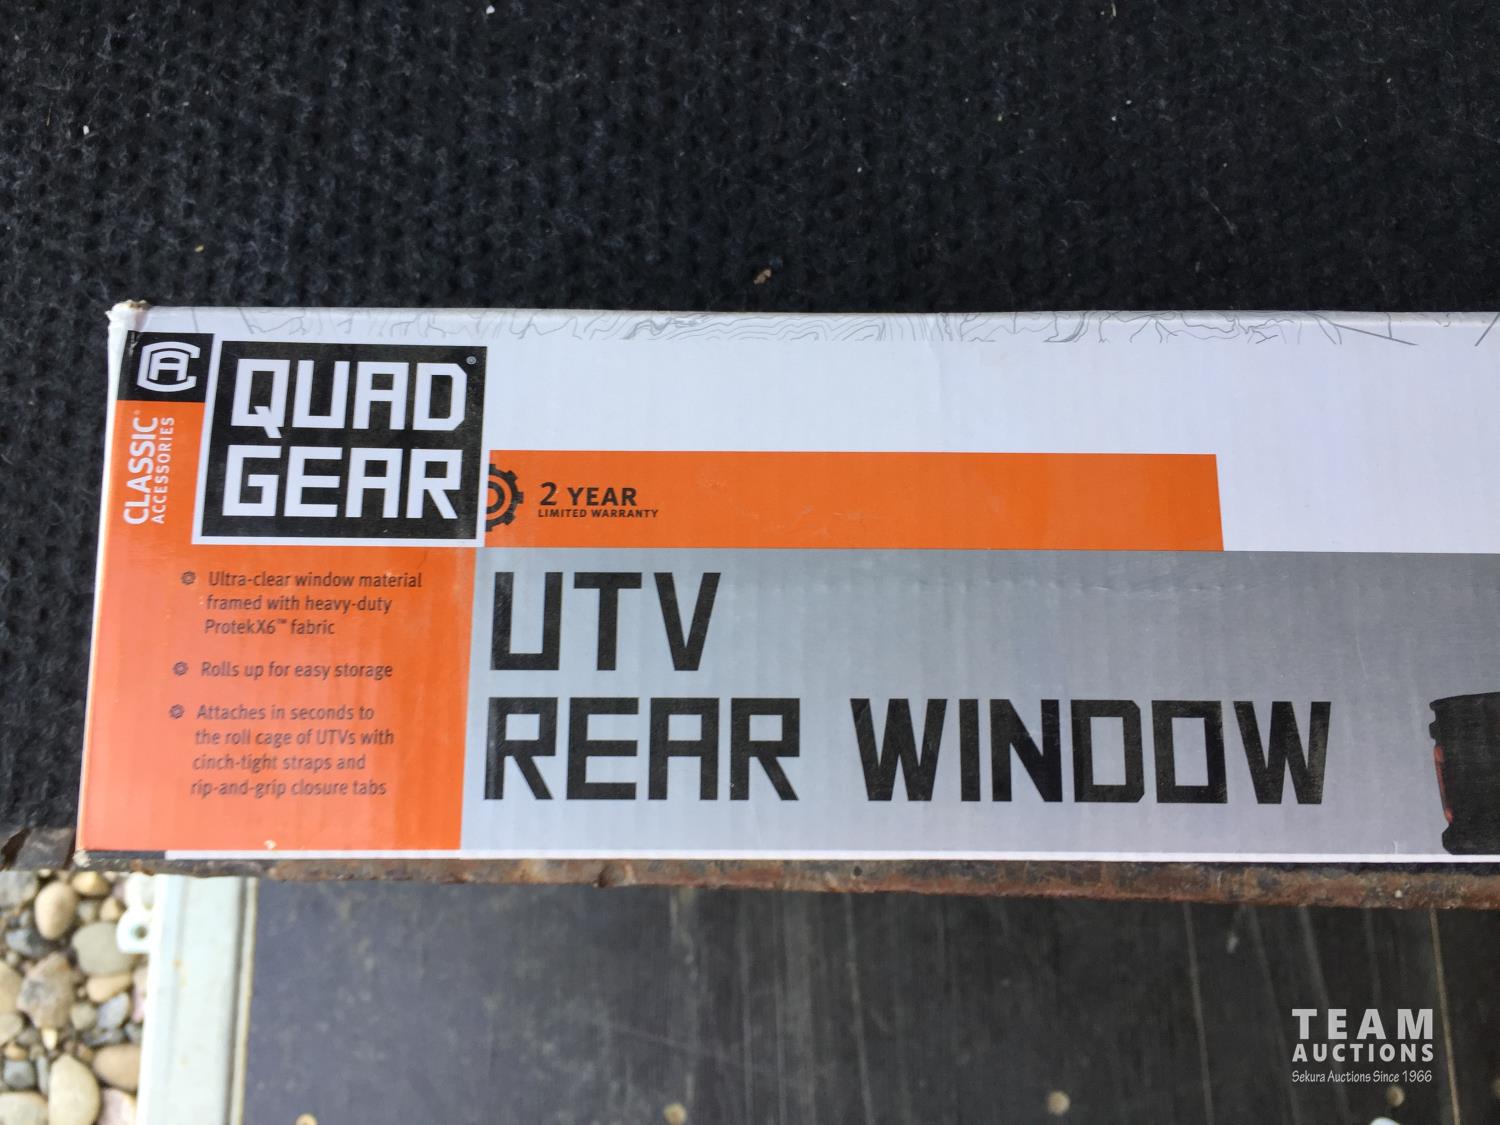 CA
CLASSIC®
ACCESSORIES
QUAD®
GEAR
2 YEAR
LIMITED WARRANTY
Ultra-clear window material
framed with heavy-duty
ProtekX6™ fabric
Rolls up for easy storage
Attaches in seconds to
the roll cage of UTVs with
cinch-tight straps and
rip-and-grip closure tabs
UTV
REAR WINDOW
TEAM
AUCTIONS
Sekura Auctions Since 1966